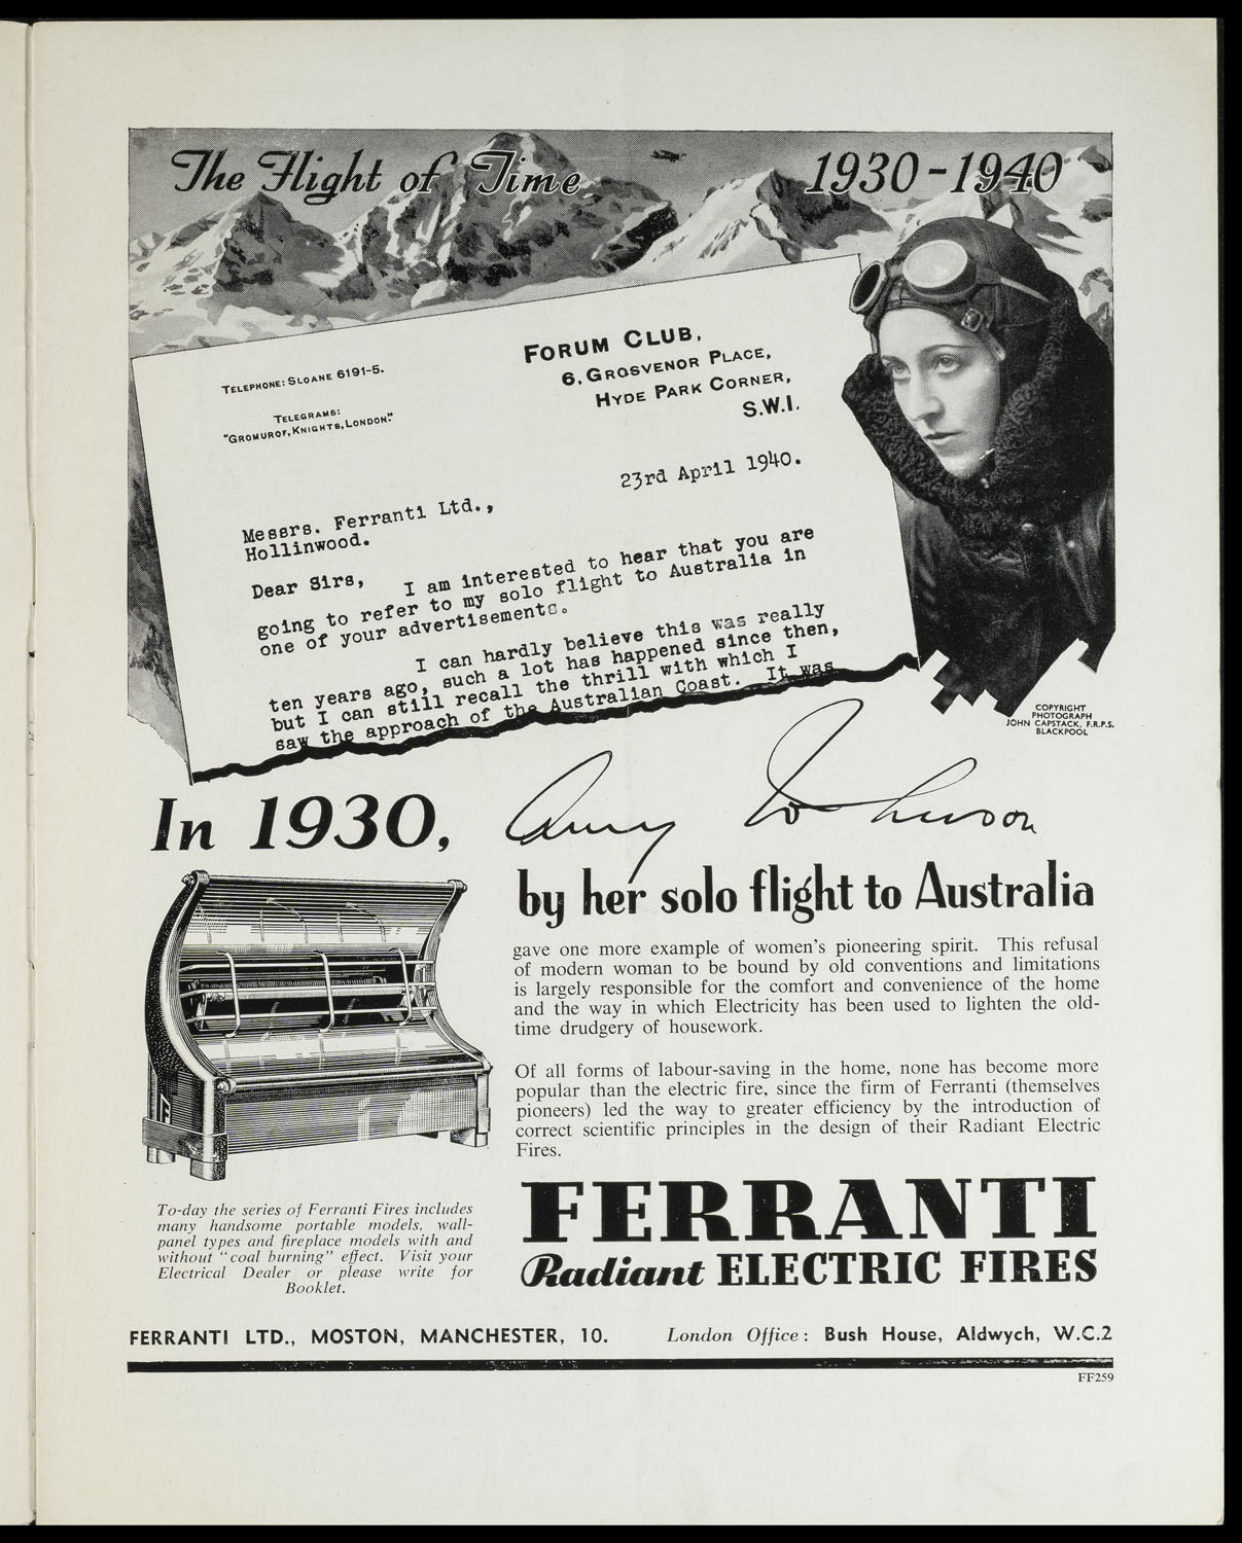 The Flight of Time 1930-1940
FORUM CLUB,
6, GROSVENOR PLACE,
HYDE PARK CORNER,
S.W.1.
TELEPHONE: SLOANE 6191-5.
TELEGRAMS:
"GROMUROF, KNIGHTS, LONDON."
23rd April 1940.
Messrs. Ferranti Ltd.,
Hollinwood.
Dear Sirs,
I am interested to hear that you are
going to refer to my solo flight to Australia in
one of your advertisements.
I can hardly believe this was really
ten years ago, such a lot has happened since then,
but I can still recall the thrill with which I
saw the approach of the Australian Coast. It was
COPYRIGHT
PHOTOGRAPH
JOHN CAPSTACK, F.R.P.S.
BLACKPOOL
In 1930, Amy Johnson
by her solo flight to Australia
gave one more example of women's pioneering spirit. This refusal
of modern woman to be bound by old conventions and limitations
is largely responsible for the comfort and convenience of the home
and the way in which Electricity has been used to lighten the old-
time drudgery of housework.
Of all forms of labour-saving in the home, none has become more
popular than the electric fire, since the firm of Ferranti (themselves
pioneers) led the way to greater efficiency by the introduction of
correct scientific principles in the design of their Radiant Electric
Fires.
To-day the series of Ferranti Fires includes
many handsome portable models, wall-
panel types and fireplace models with and
without "coal burning" effect. Visit your
Electrical Dealer or please write for
Booklet.
FERRANTI
Radiant ELECTRIC FIRES
FERRANTI LTD., MOSTON, MANCHESTER, 10. London Office: Bush House, Aldwych, W.C.2
FF259